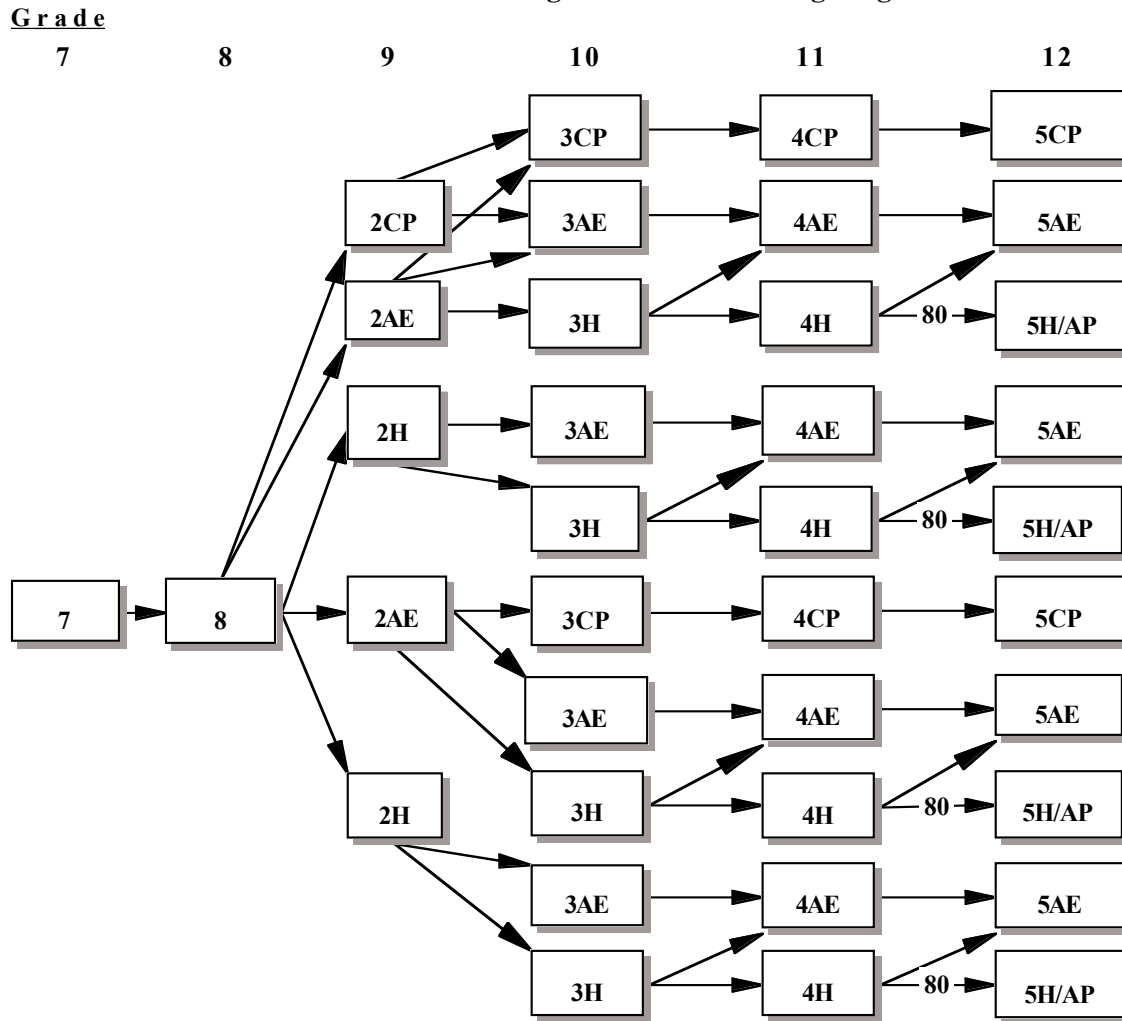 Grade
7 8 9 10 11 12
3CP 4CP 5CP
2CP 3AE 4AE 5AE
2AE 3H 4H 80 5H/AP
2H 3AE 4AE 5AE
3H 4H 80 5H/AP
7 8 2AE 3CP 4CP 5CP
3AE 4AE 5AE
2H 3H 4H 80 5H/AP
3AE 4AE 5AE
3H 4H 80 5H/AP